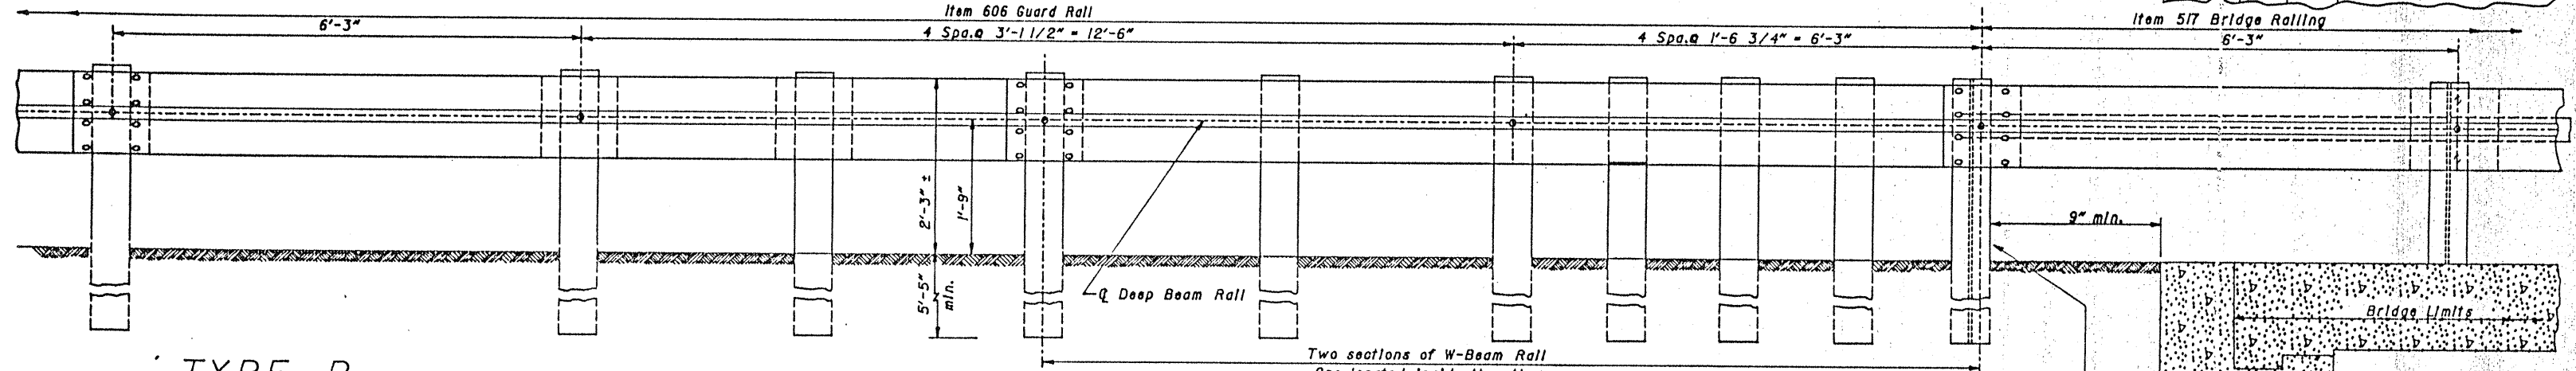 Item 606 Guard Rail
Item 517 Bridge Railing
6'-3"
4 Spa.@ 3'-1 1/2" = 12'-6"
4 Spa.@ 1'-6 3/4" = 6'-3"
6'-3"
2'-3" ±
1'-9"
9" min.
5'-5" min.
℄ Deep Beam Rail
Bridge Limits
Two sections of W-Beam Rail
TYPE